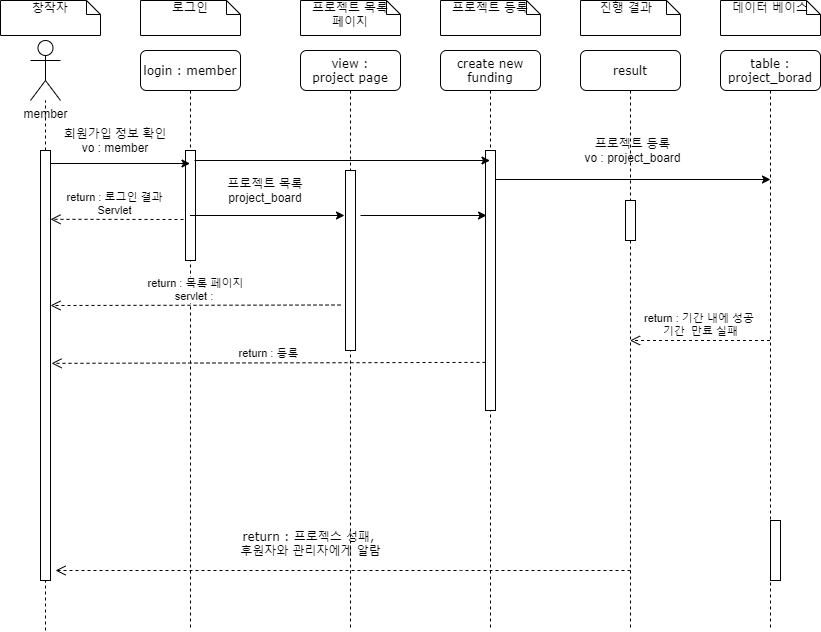 창작자
로그인
프로젝트 목록
페이지
프로젝트 등록
진행 결과
데이터 베이스
member
login : member
view :
project page
create new
funding
result
table :
project_borad
회원가입 정보 확인
vo : member
프로젝트 등록
vo : project_board
return : 로그인 결과
Servlet
프로젝트 목록
project_board
return : 목록 페이지
servlet :
return : 기간 내에 성공
기간 만료 실패
return : 등록
return : 프로젝스 성패,
후원자와 관리자에게 알람